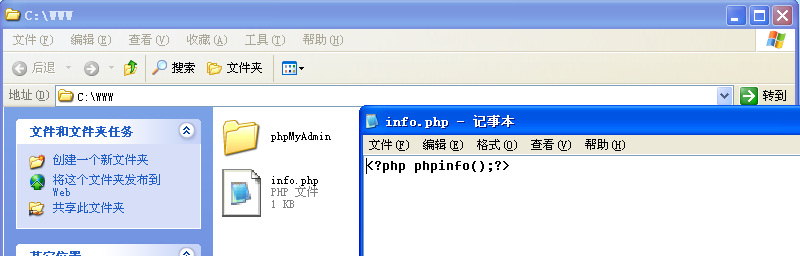 C:\WWW
文件(F) 编辑(E) 查看(V) 收藏(A) 工具(T) 帮助(H)
后退 搜索 文件夹
地址(D) C:\WWW 转到
文件和文件夹任务
创建一个新文件夹
将这个文件夹发布到
Web
共享此文件夹
其它位置
phpMyAdmin
info.php
PHP 文件
1 KB
info.php - 记事本
文件(F) 编辑(E) 格式(O) 查看(V) 帮助(H)
<?php phpinfo();?>